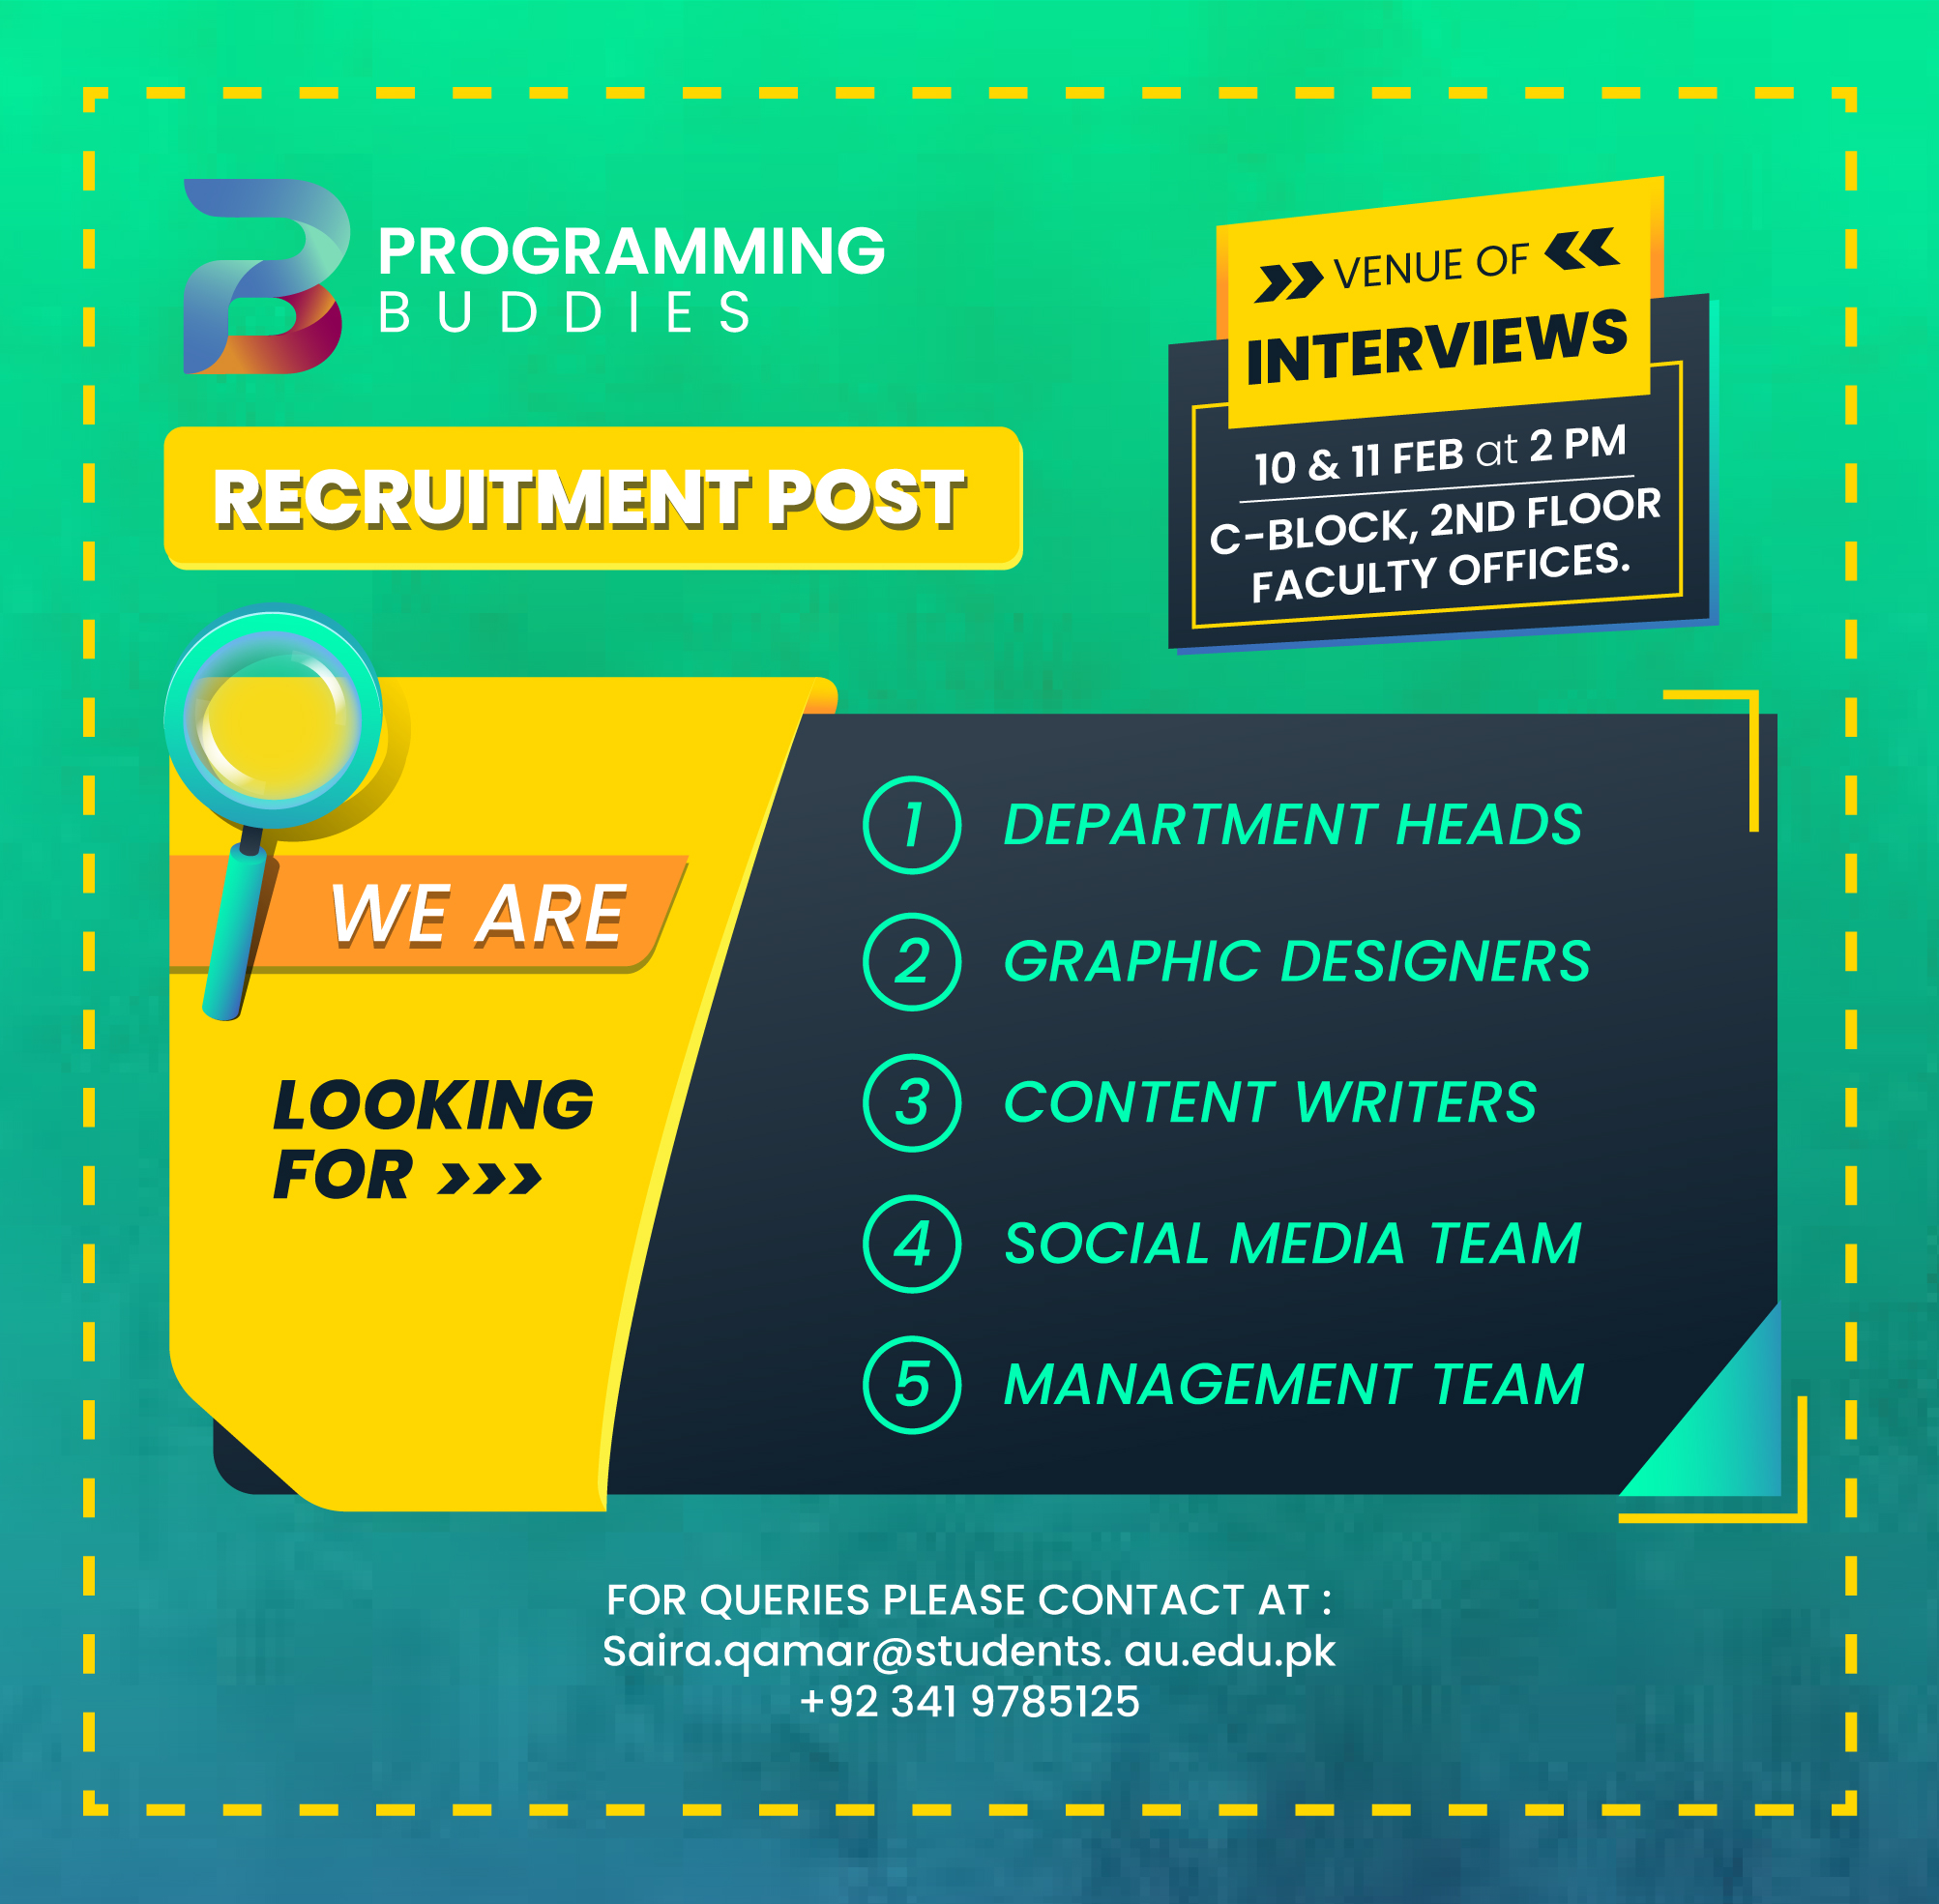 PROGRAMMING
BUDDIES
RECRUITMENT POST
VENUE OF
INTERVIEWS
10 & 11 FEB at 2 PM
C-BLOCK, 2ND FLOOR
FACULTY OFFICES.
WE ARE
LOOKING
FOR >>>
1 DEPARTMENT HEADS
2 GRAPHIC DESIGNERS
3 CONTENT WRITERS
4 SOCIAL MEDIA TEAM
5 MANAGEMENT TEAM
FOR QUERIES PLEASE CONTACT AT :
Saira.qamar@students. au.edu.pk
+92 341 9785125